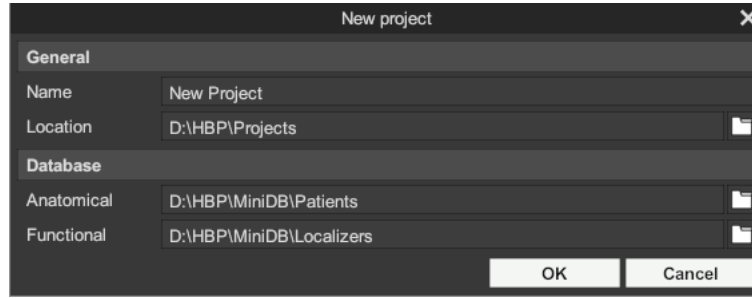 New project
General
Name New Project
Location D:\HBP\Projects
Database
Anatomical D:\HBP\MiniDB\Patients
Functional D:\HBP\MiniDB\Localizers
OK Cancel